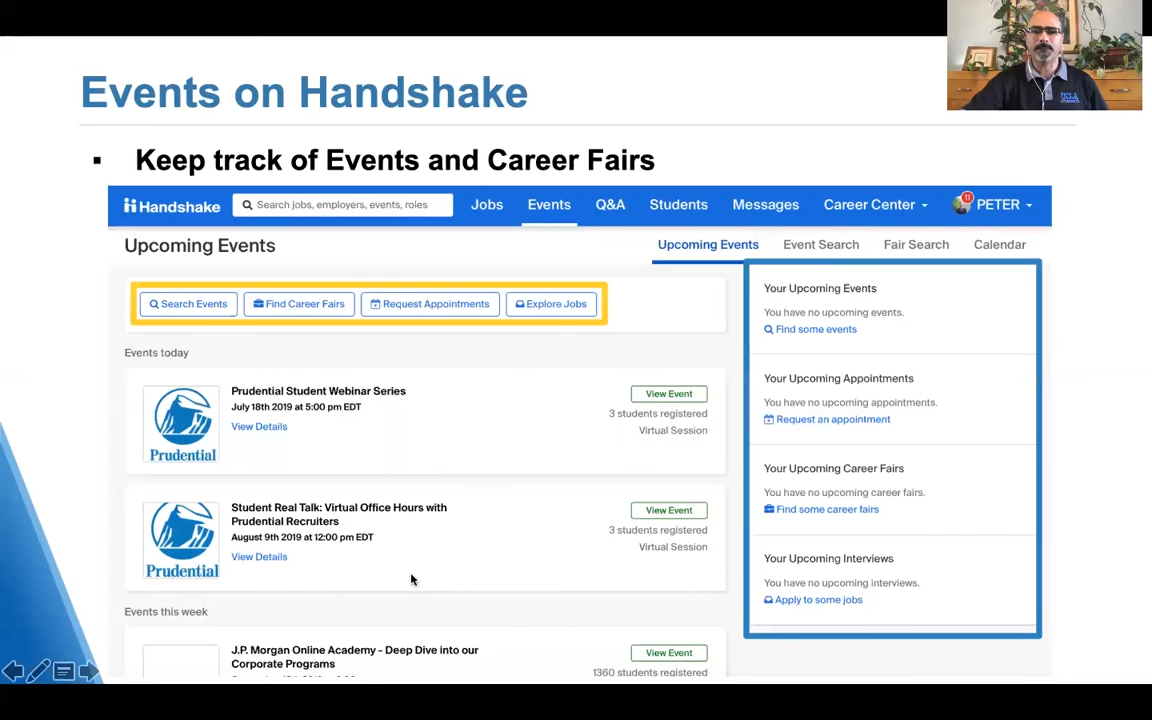 Events on Handshake
▪ Keep track of Events and Career Fairs
Handshake
Search jobs, employers, events, roles
Jobs
Events
Q&A
Students
Messages
Career Center
11
PETER
Upcoming Events
Upcoming Events
Event Search
Fair Search
Calendar
Search Events
Find Career Fairs
Request Appointments
Explore Jobs
Events today
Prudential Student Webinar Series
July 18th 2019 at 5:00 pm EDT
View Details
Prudential
View Event
3 students registered
Virtual Session
Student Real Talk: Virtual Office Hours with
Prudential Recruiters
August 9th 2019 at 12:00 pm EDT
View Details
Prudential
View Event
3 students registered
Virtual Session
Events this week
J.P. Morgan Online Academy - Deep Dive into our
Corporate Programs
View Event
1360 students registered
Your Upcoming Events
You have no upcoming events.
Find some events
Your Upcoming Appointments
You have no upcoming appointments.
Request an appointment
Your Upcoming Career Fairs
You have no upcoming career fairs.
Find some career fairs
Your Upcoming Interviews
You have no upcoming interviews.
Apply to some jobs
UCLA